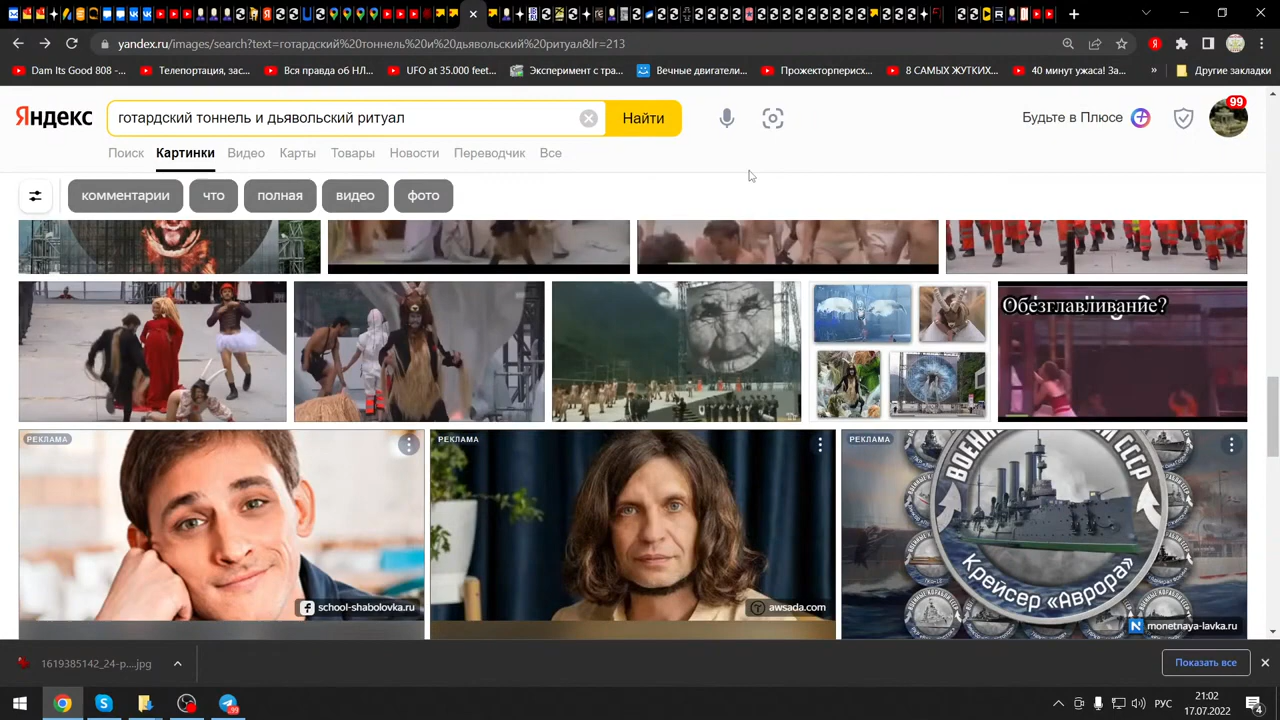 yandex.ru/images/search?text=готардский%20тоннель%20и%20дьявольский%20ритуал&lr=213
Dam Its Good 808 -...
Телепортация, зас...
Вся правда об НЛ...
UFO at 35.000 feet...
Эксперимент с тра...
Вечные двигатели...
Прожекторперисх...
8 САМЫХ ЖУТКИХ...
40 минут ужаса! За...
»
Другие закладки
Яндекс
готардский тоннель и дьявольский ритуал
Найти
Будьте в Плюсе
99
Поиск
Картинки
Видео
Карты
Товары
Новости
Переводчик
Все
комментарии
что
полная
видео
фото
Обезглавливание?
РЕКЛАМА
school-shabolovka.ru
РЕКЛАМА
awsada.com
РЕКЛАМА
СССР
Крейсер «Аврора»
monetnaya-lavka.ru
1619385142_24-p....jpg
Показать все
99
РУС
21:02
17.07.2022
4